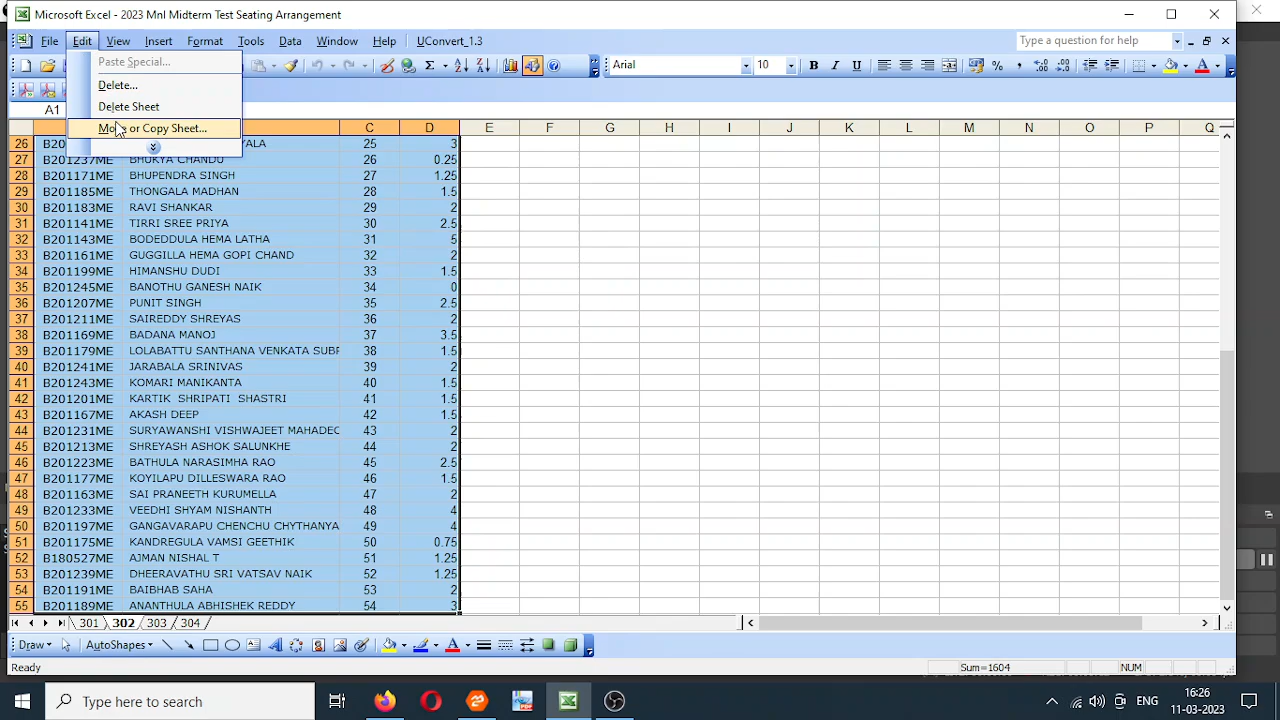 Microsoft Excel - 2023 Mnl Midterm Test Seating Arrangement
File Edit View Insert Format Tools Data Window Help UConvert_1.3 Type a question for help
Arial 10 B I U
Paste Special...
Delete...
Delete Sheet
Move or Copy Sheet...
A1
C D E F G H I J K L M N O P Q
26 25 3
27 B201237ME BHUKYA CHANDU 26 0.25
28 B201171ME BHUPENDRA SINGH 27 1.25
29 B201185ME THONGALA MADHAN 28 1.5
30 B201183ME RAVI SHANKAR 29 2
31 B201141ME TIRRI SREE PRIYA 30 2.5
32 B201143ME BODEDDULA HEMA LATHA 31 5
33 B201161ME GUGGILLA HEMA GOPI CHAND 32 2
34 B201199ME HIMANSHU DUDI 33 1.5
35 B201245ME BANOTHU GANESH NAIK 34 0
36 B201207ME PUNIT SINGH 35 2.5
37 B201211ME SAIREDDY SHREYAS 36 2
38 B201169ME BADANA MANOJ 37 3.5
39 B201179ME LOLABATTU SANTHANA VENKATA SUBR 38 1.5
40 B201241ME JARABALA SRINIVAS 39 2
41 B201243ME KOMARI MANIKANTA 40 1.5
42 B201201ME KARTIK SHRIPATI SHASTRI 41 1.5
43 B201167ME AKASH DEEP 42 1.5
44 B201231ME SURYAWANSHI VISHWAJEET MAHADEO 43 2
45 B201213ME SHREYASH ASHOK SALUNKHE 44 2
46 B201223ME BATHULA NARASIMHA RAO 45 2.5
47 B201177ME KOYILAPU DILLESWARA RAO 46 1.5
48 B201163ME SAI PRANEETH KURUMELLA 47 2
49 B201233ME VEEDHI SHYAM NISHANTH 48 4
50 B201197ME GANGAVARAPU CHENCHU CHYTHANYA 49 4
51 B201175ME KANDREGULA VAMSI GEETHIK 50 0.75
52 B180527ME AJMAN NISHAL T 51 1.25
53 B201239ME DHEERAVATHU SRI VATSAV NAIK 52 1.25
54 B201191ME BAIBHAB SAHA 53 2
55 B201189ME ANANTHULA ABHISHEK REDDY 54 3
301 302 303 304
Draw AutoShapes
Ready Sum=1604 NUM
Type here to search ENG 16:26
11-03-2023